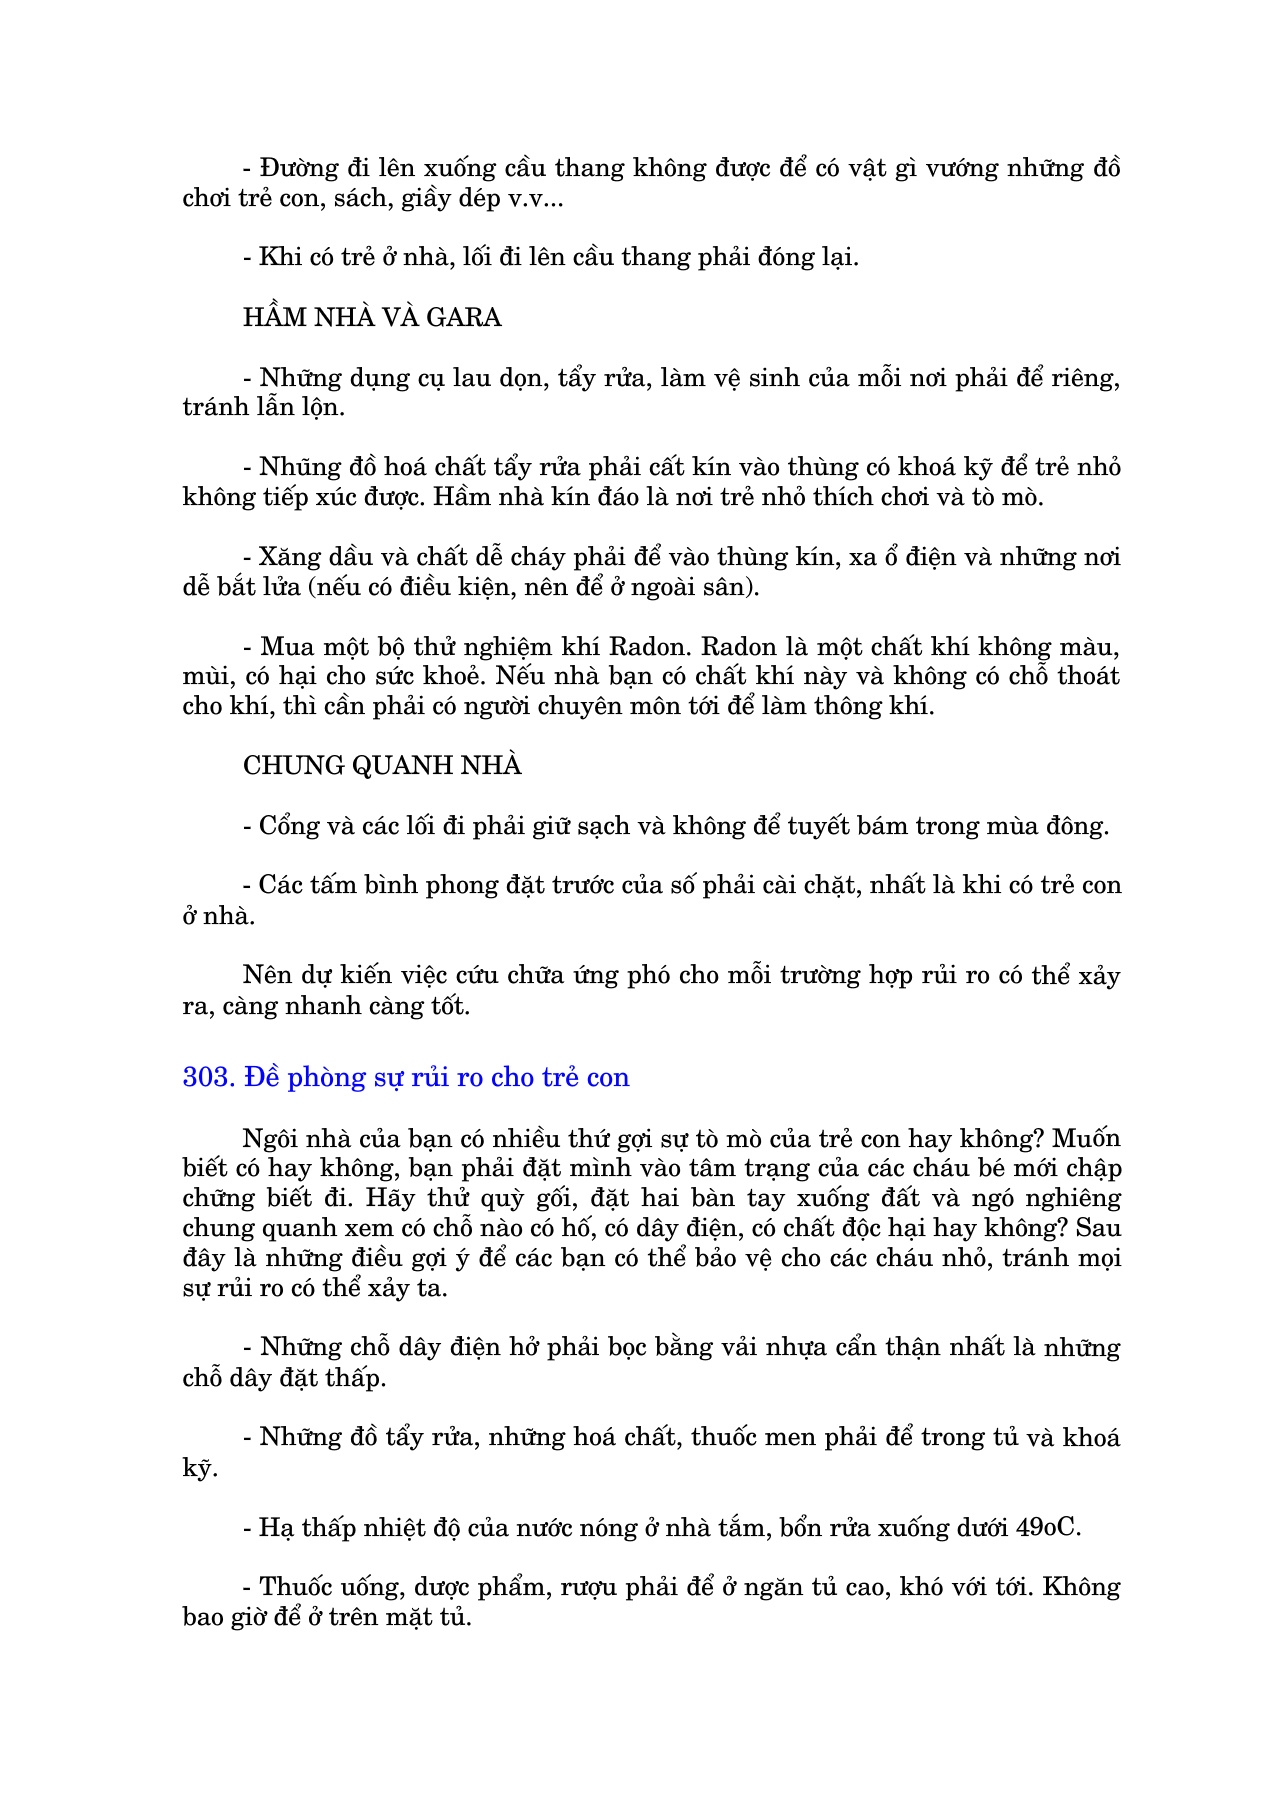 - Đường đi lên xuống cầu thang không được để có vật gì vướng những đồ
chơi trẻ con, sách, giầy dép v.v...
- Khi có trẻ ở nhà, lối đi lên cầu thang phải đóng lại.
HẦM NHÀ VÀ GARA
- Những dụng cụ lau dọn, tẩy rửa, làm vệ sinh của mỗi nơi phải để riêng,
tránh lẫn lộn.
- Nhũng đồ hoá chất tẩy rửa phải cất kín vào thùng có khoá kỹ để trẻ nhỏ
không tiếp xúc được. Hầm nhà kín đáo là nơi trẻ nhỏ thích chơi và tò mò.
- Xăng dầu và chất dễ cháy phải để vào thùng kín, xa ổ điện và những nơi
dễ bắt lửa (nếu có điều kiện, nên để ở ngoài sân).
- Mua một bộ thử nghiệm khí Radon. Radon là một chất khí không màu,
mùi, có hại cho sức khoẻ. Nếu nhà bạn có chất khí này và không có chỗ thoát
cho khí, thì cần phải có người chuyên môn tới để làm thông khí.
CHUNG QUANH NHÀ
- Cổng và các lối đi phải giữ sạch và không để tuyết bám trong mùa đông.
- Các tấm bình phong đặt trước của số phải cài chặt, nhất là khi có trẻ con
ở nhà.
Nên dự kiến việc cứu chữa ứng phó cho mỗi trường hợp rủi ro có thể xảy
ra, càng nhanh càng tốt.
303. Đề phòng sự rủi ro cho trẻ con
Ngôi nhà của bạn có nhiều thứ gợi sự tò mò của trẻ con hay không? Muốn
biết có hay không, bạn phải đặt mình vào tâm trạng của các cháu bé mới chập
chững biết đi. Hãy thử quỳ gối, đặt hai bàn tay xuống đất và ngó nghiêng
chung quanh xem có chỗ nào có hố, có dây điện, có chất độc hại hay không? Sau
đây là những điều gợi ý để các bạn có thể bảo vệ cho các cháu nhỏ, tránh mọi
sự rủi ro có thể xảy ta.
- Những chỗ dây điện hở phải bọc bằng vải nhựa cẩn thận nhất là những
chỗ dây đặt thấp.
- Những đồ tẩy rửa, những hoá chất, thuốc men phải để trong tủ và khoá
kỹ.
- Hạ thấp nhiệt độ của nước nóng ở nhà tắm, bổn rửa xuống dưới 49oC.
- Thuốc uống, dược phẩm, rượu phải để ở ngăn tủ cao, khó với tới. Không
bao giờ để ở trên mặt tủ.